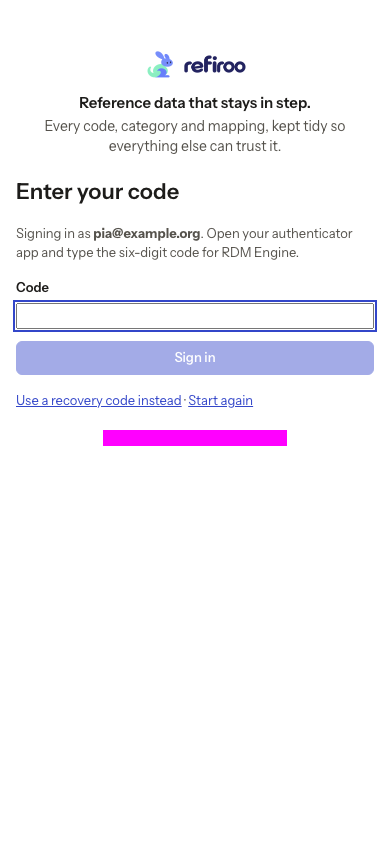 refiroo
Reference data that stays in step.
Every code, category and mapping, kept tidy so
everything else can trust it.
Enter your code
Signing in as pia@example.org. Open your authenticator
app and type the six-digit code for RDM Engine.
Code
Sign in
Use a recovery code instead · Start again